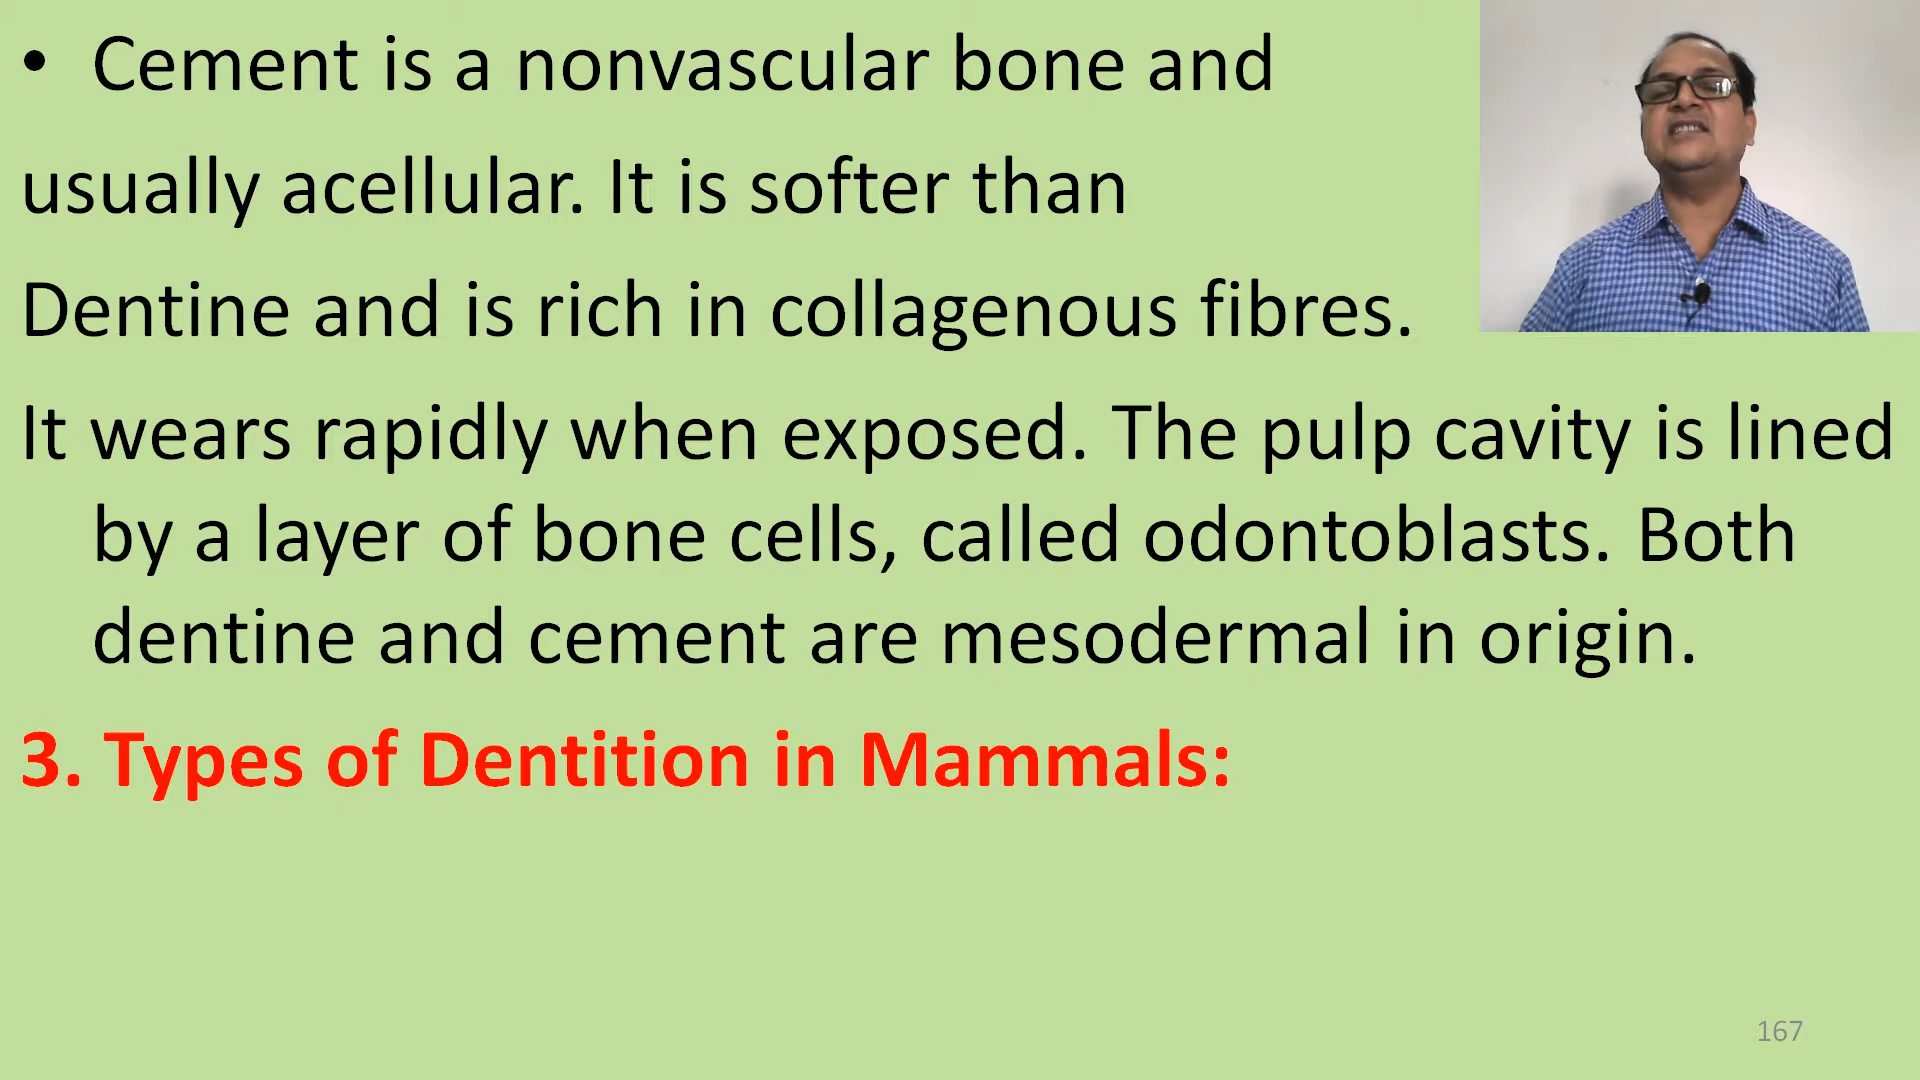 • Cement is a nonvascular bone and
usually acellular. It is softer than
Dentine and is rich in collagenous fibres.
It wears rapidly when exposed. The pulp cavity is lined
by a layer of bone cells, called odontoblasts. Both
dentine and cement are mesodermal in origin.
3. Types of Dentition in Mammals:
167